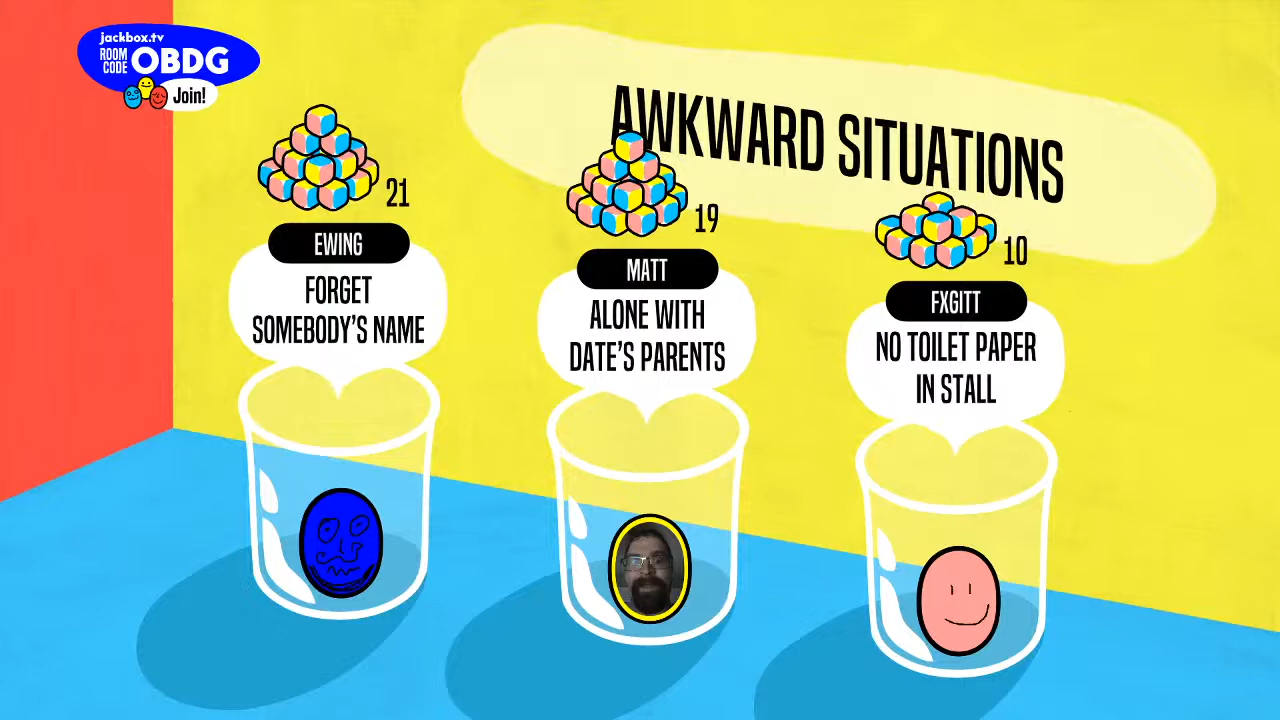 jackbox.tv
ROOM
CODE
OBDG
Join!
AWKWARD SITUATIONS
21
EWING
FORGET
SOMEBODY'S NAME
19
MATT
ALONE WITH
DATE'S PARENTS
10
FXGITT
NO TOILET PAPER
IN STALL